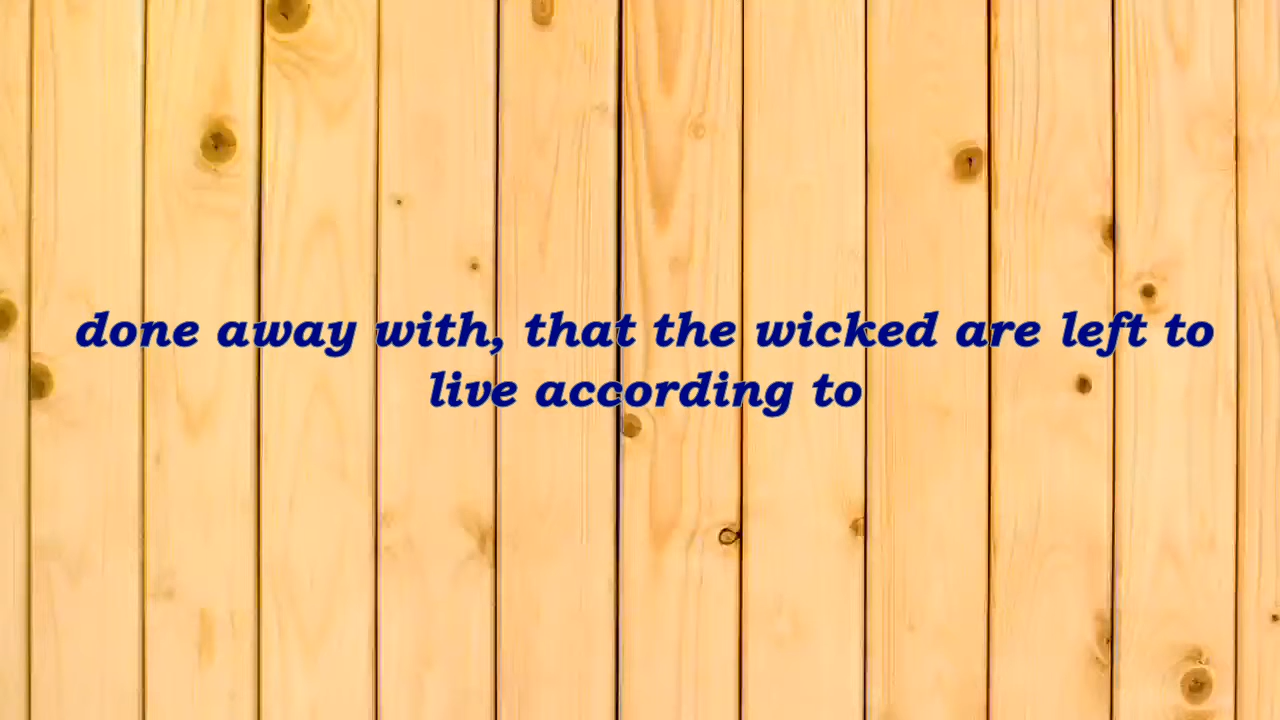 done away with, that the wicked are left to
live according to